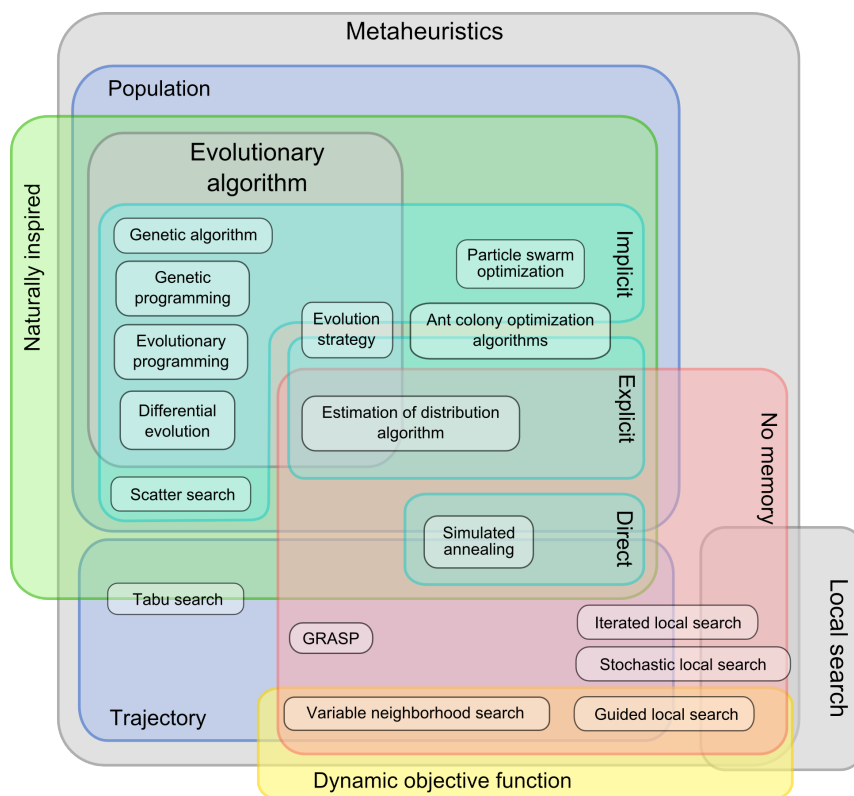 Metaheuristics
Population
Naturally inspired
Evolutionary
algorithm
Genetic algorithm
Genetic
programming
Evolutionary
programming
Differential
evolution
Scatter search
Evolution
strategy
Particle swarm
optimization
Ant colony optimization
algorithms
Implicit
Estimation of distribution
algorithm
Explicit
No memory
Simulated
annealing
Direct
Tabu search
GRASP
Iterated local search
Stochastic local search
Local search
Trajectory
Variable neighborhood search
Guided local search
Dynamic objective function